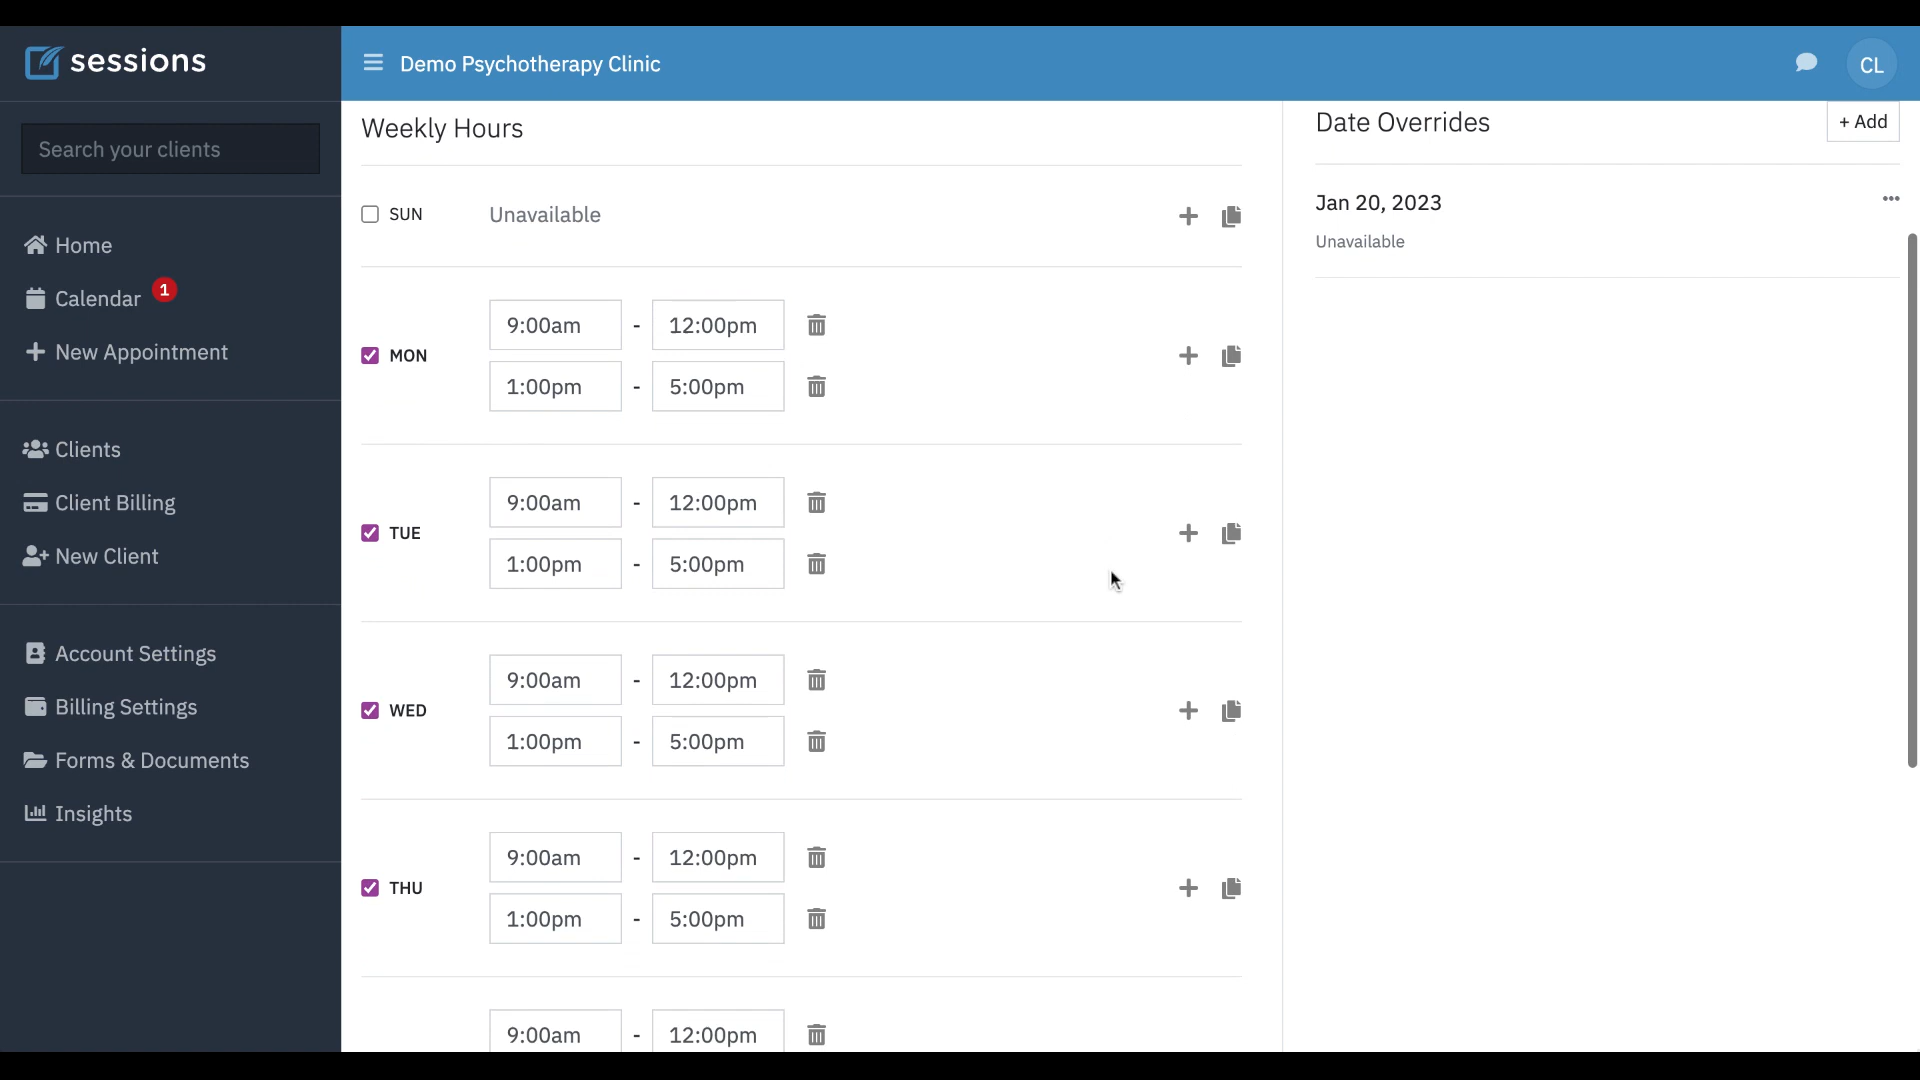 sessions
Demo Psychotherapy Clinic
CL
Search your clients
Home
Calendar 1
New Appointment
Clients
Client Billing
New Client
Account Settings
Billing Settings
Forms & Documents
Insights
Weekly Hours
SUN Unavailable
9:00am - 12:00pm
MON
1:00pm - 5:00pm
9:00am - 12:00pm
TUE
1:00pm - 5:00pm
9:00am - 12:00pm
WED
1:00pm - 5:00pm
9:00am - 12:00pm
THU
1:00pm - 5:00pm
9:00am - 12:00pm
Date Overrides
+ Add
Jan 20, 2023
Unavailable